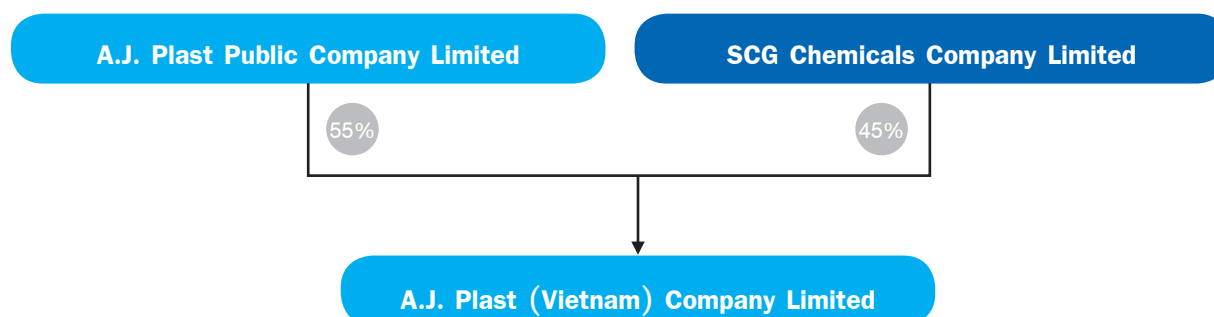 A.J. Plast Public Company Limited
SCG Chemicals Company Limited
55%
45%
A.J. Plast (Vietnam) Company Limited